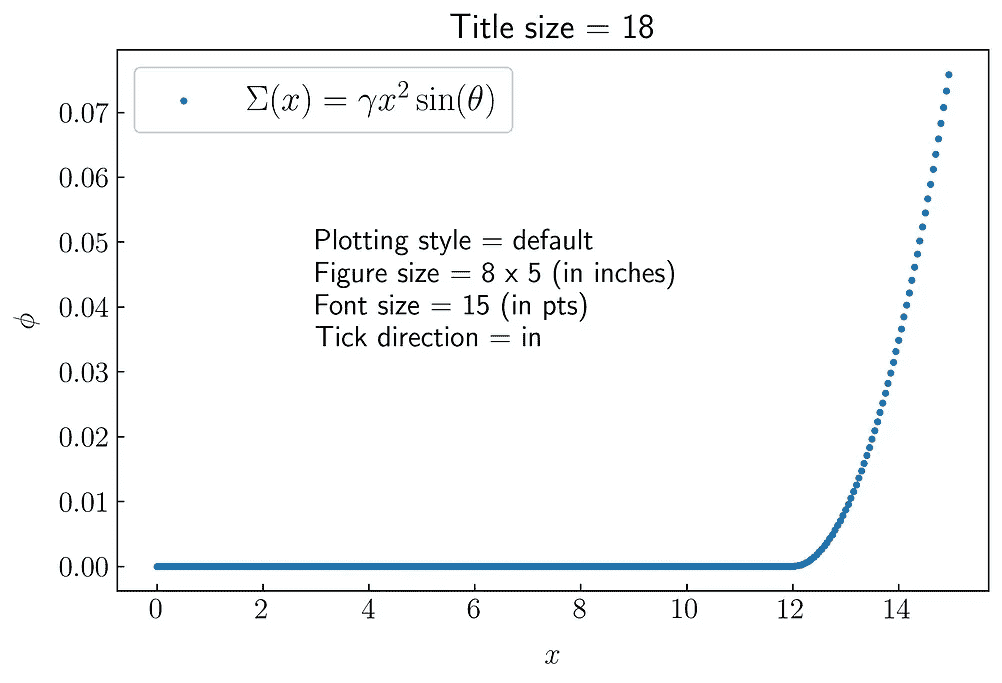 Title size = 18
Σ(x) = γx² sin(θ)
0.07
0.06
0.05
0.04
0.03
0.02
0.01
0.00
ϕ
Plotting style = default
Figure size = 8 x 5 (in inches)
Font size = 15 (in pts)
Tick direction = in
0 2 4 6 8 10 12 14
x